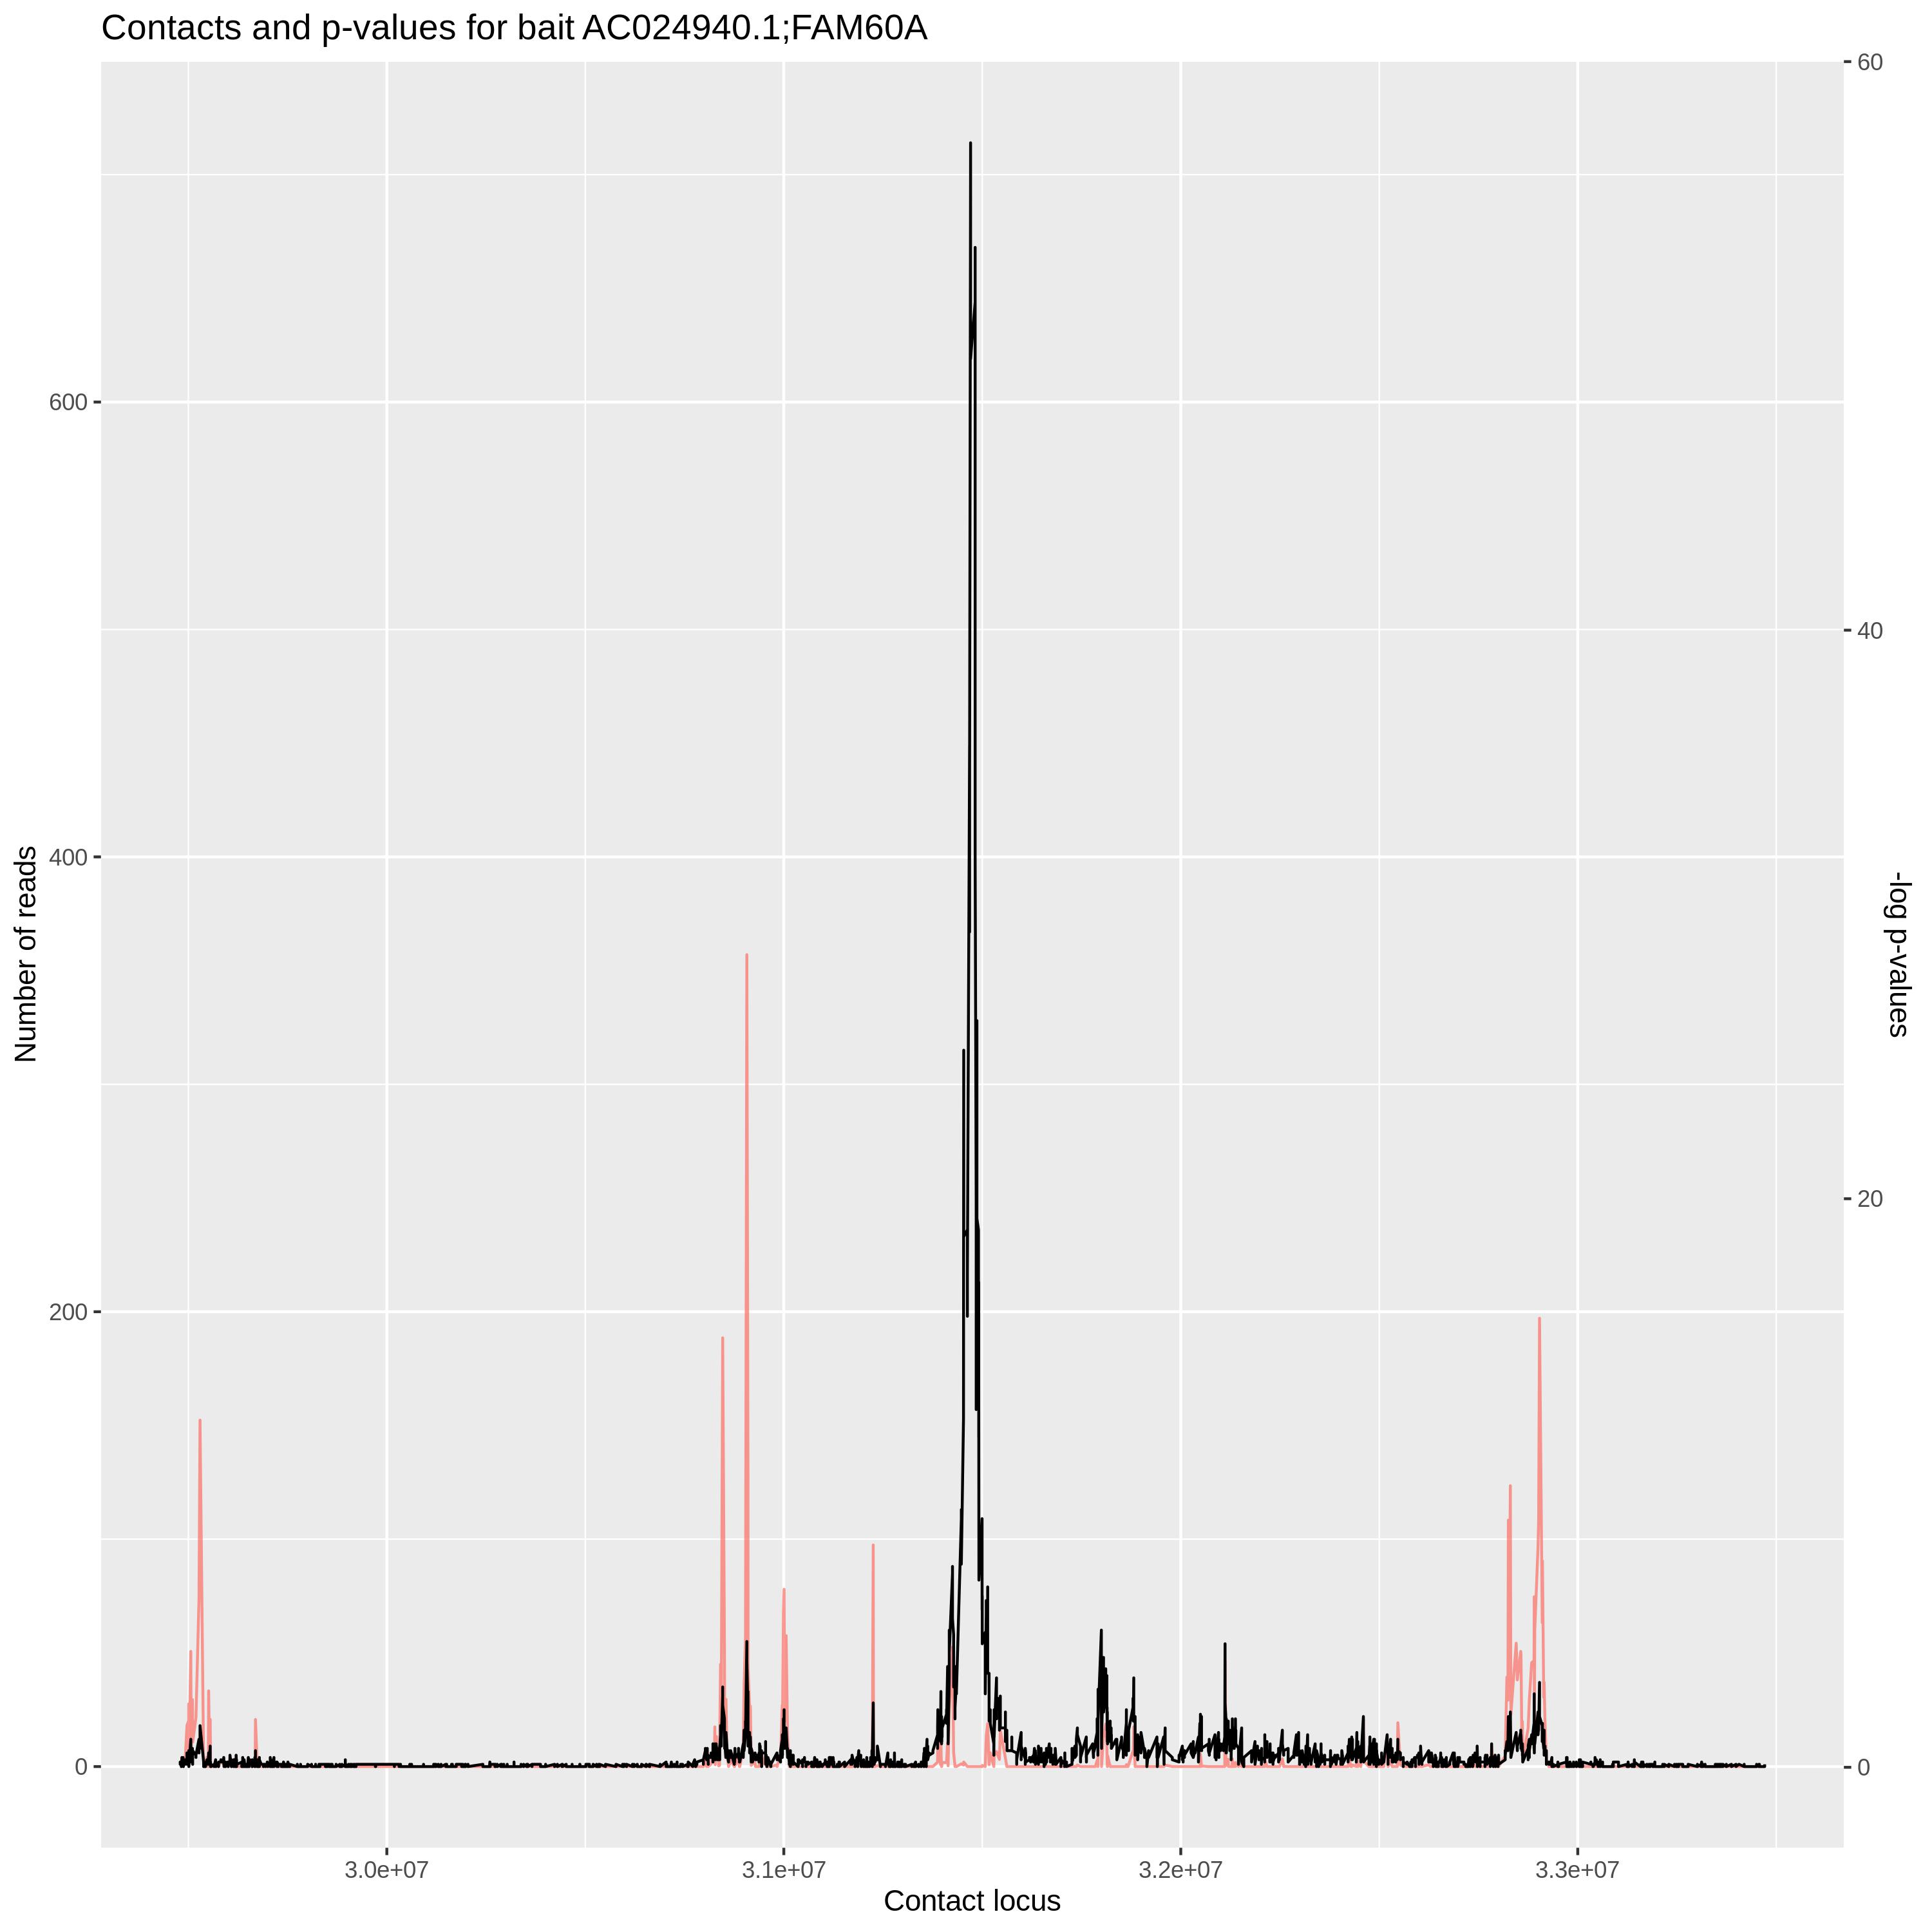 Contacts and p-values for bait AC024940.1;FAM60A
60
600
40
400
Number of reads
-log p-values
20
200
0
0
3.0e+07
3.1e+07
3.2e+07
3.3e+07
Contact locus